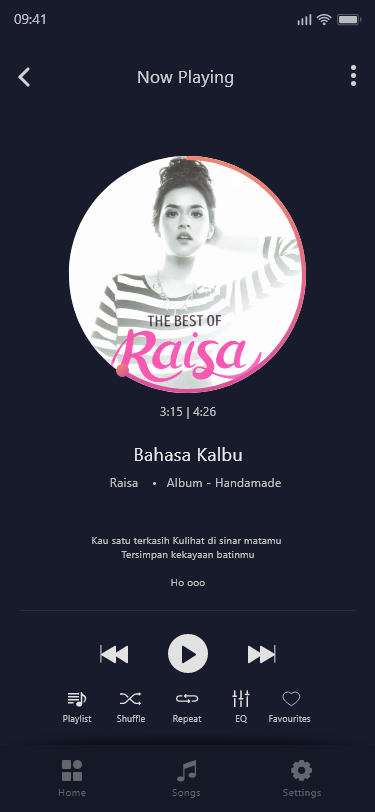 09:41
Now Playing
THE BEST OF
Raisa
3:15 | 4:26
Bahasa Kalbu
Raisa • Album - Handamade
Kau satu terkasih Kulihat di sinar matamu
Tersimpan kekayaan batinmu
Ho ooo
Playlist Shuffle Repeat EQ Favourites
Home Songs Settings